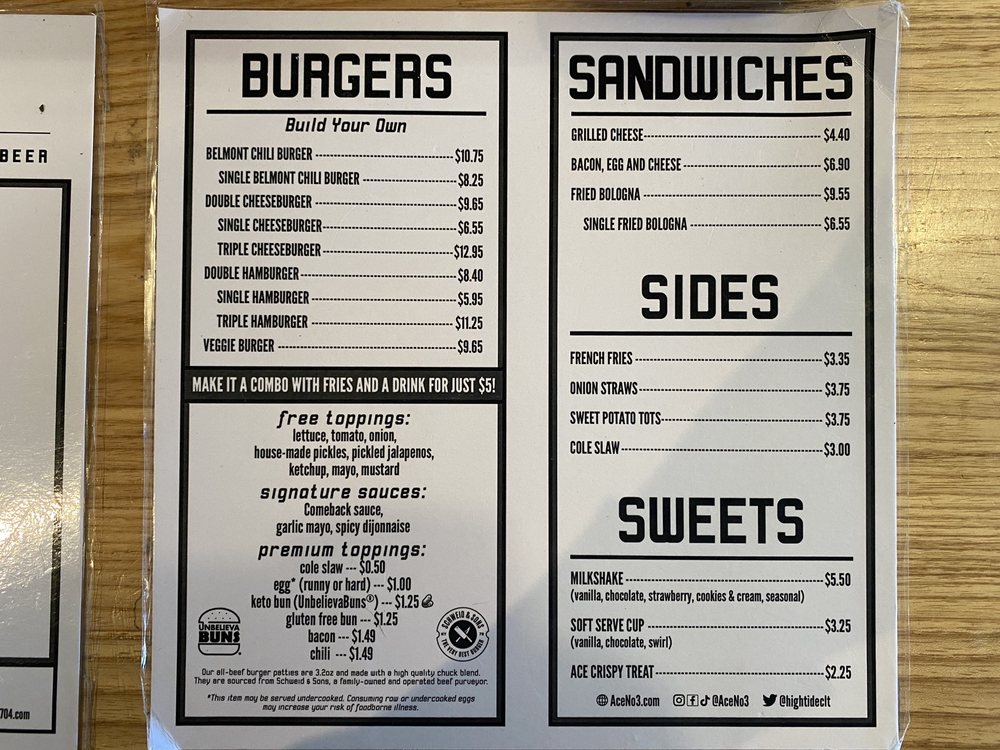 BEER
704.com
BURGERS
Build Your Own
BELMONT CHILI BURGER ---- $10.75
SINGLE BELMONT CHILI BURGER ---- $8.25
DOUBLE CHEESEBURGER ---- $9.65
SINGLE CHEESEBURGER ---- $6.55
TRIPLE CHEESEBURGER ---- $12.95
DOUBLE HAMBURGER ---- $8.40
SINGLE HAMBURGER ---- $5.95
TRIPLE HAMBURGER ---- $11.25
VEGGIE BURGER ---- $9.65
MAKE IT A COMBO WITH FRIES AND A DRINK FOR JUST $5!
free toppings:
lettuce, tomato, onion,
house-made pickles, pickled jalapenos,
ketchup, mayo, mustard
signature sauces:
Comeback sauce,
garlic mayo, spicy dijonnaise
premium toppings:
cole slaw --- $0.50
egg* (runny or hard) --- $1.00
keto bun (UnbelievaBuns®) --- $1.25
gluten free bun --- $1.25
bacon --- $1.49
chili --- $1.49
UNBELIEVA
BUNS
SCHWEID & SONS
THE VERY BEST BURGER
Our all-beef burger patties are 3.2oz and made with a high quality chuck blend.
They are sourced from Schweid & Sons, a family-owned and operated beef purveyor.
*This item may be served undercooked. Consuming raw or undercooked eggs
may increase your risk of foodborne illness.
SANDWICHES
GRILLED CHEESE ---- $4.40
BACON, EGG AND CHEESE ---- $6.90
FRIED BOLOGNA ---- $9.55
SINGLE FRIED BOLOGNA ---- $6.55
SIDES
FRENCH FRIES ---- $3.35
ONION STRAWS ---- $3.75
SWEET POTATO TOTS ---- $3.75
COLE SLAW ---- $3.00
SWEETS
MILKSHAKE ---- $5.50
(vanilla, chocolate, strawberry, cookies & cream, seasonal)
SOFT SERVE CUP ---- $3.25
(vanilla, chocolate, swirl)
ACE CRISPY TREAT ---- $2.25
AceNo3.com @AceNo3 @hightideclt